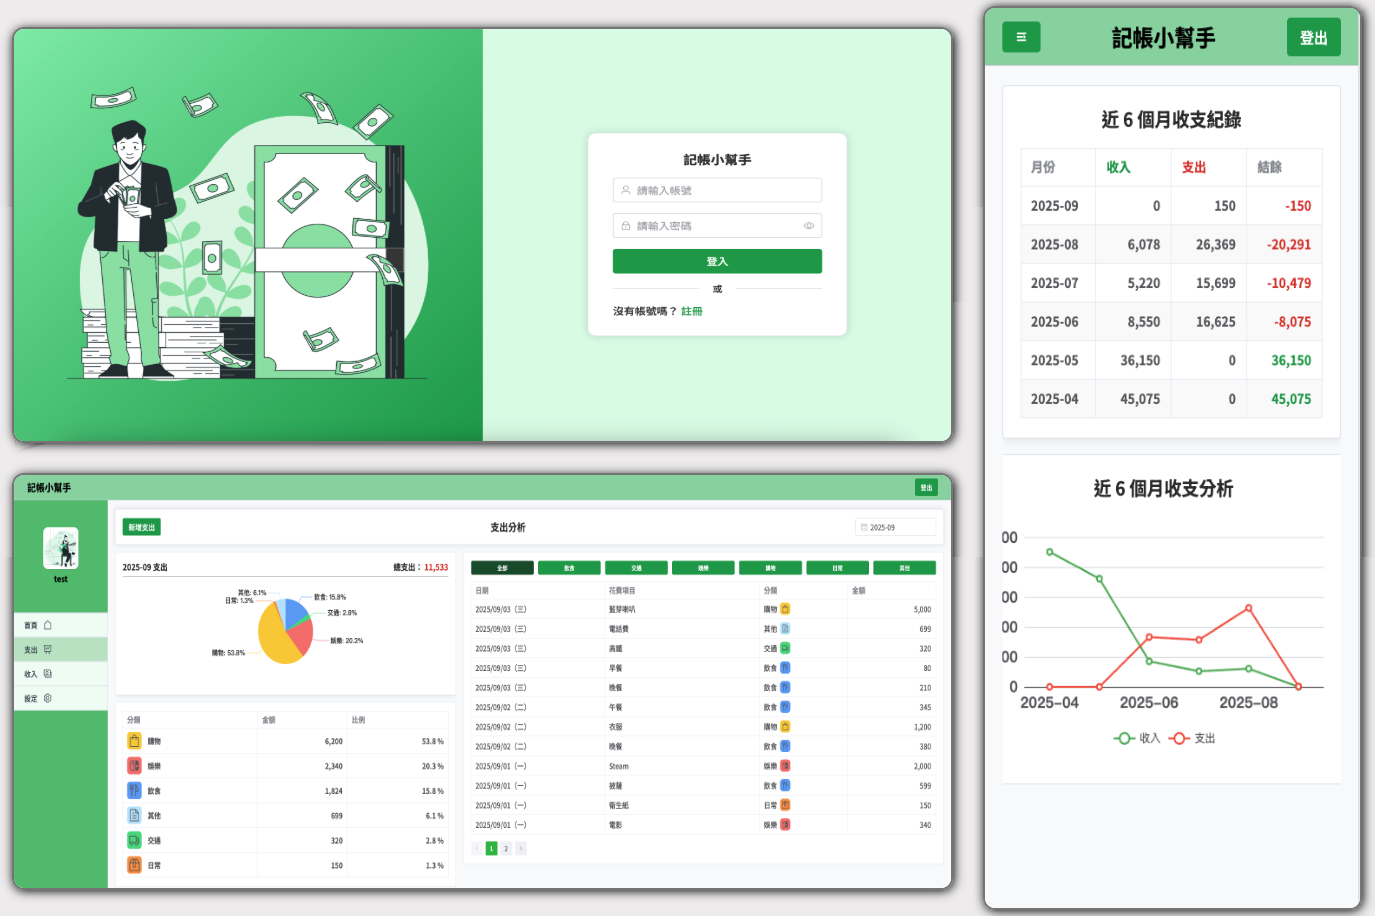 記帳小幫手
請輸入帳號
請輸入密碼
登入
或
沒有帳號嗎？ 註冊
記帳小幫手
登出
test
首頁
支出
收入
設定
新增支出
支出分析
2025-09
2025-09 支出
總支出： 11,533
其他: 6.1%
飲食: 15.8%
日常: 1.3%
交通: 2.8%
娛樂: 20.3%
購物: 53.8%
分類 金額 比例
購物 6,200 53.8 %
娛樂 2,340 20.3 %
飲食 1,824 15.8 %
其他 699 6.1 %
交通 320 2.8 %
日常 150 1.3 %
全部 飲食 交通 娛樂 購物 日常 其他
日期 花費項目 分類 金額
2025/09/03（三） 藍芽喇叭 購物 5,000
2025/09/03（三） 電話費 其他 699
2025/09/03（三） 高鐵 交通 320
2025/09/03（三） 早餐 飲食 80
2025/09/03（三） 晚餐 飲食 210
2025/09/02（二） 午餐 飲食 345
2025/09/02（二） 衣服 購物 1,200
2025/09/02（二） 晚餐 飲食 380
2025/09/01（一） Steam 娛樂 2,000
2025/09/01（一） 披薩 飲食 599
2025/09/01（一） 衛生紙 日常 150
2025/09/01（一） 電影 娛樂 340
1 2
記帳小幫手
登出
近 6 個月收支紀錄
月份 收入 支出 結餘
2025-09 0 150 -150
2025-08 6,078 26,369 -20,291
2025-07 5,220 15,699 -10,479
2025-06 8,550 16,625 -8,075
2025-05 36,150 0 36,150
2025-04 45,075 0 45,075
近 6 個月收支分析
00
00
00
00
00
0
2025-04 2025-06 2025-08
收入 支出